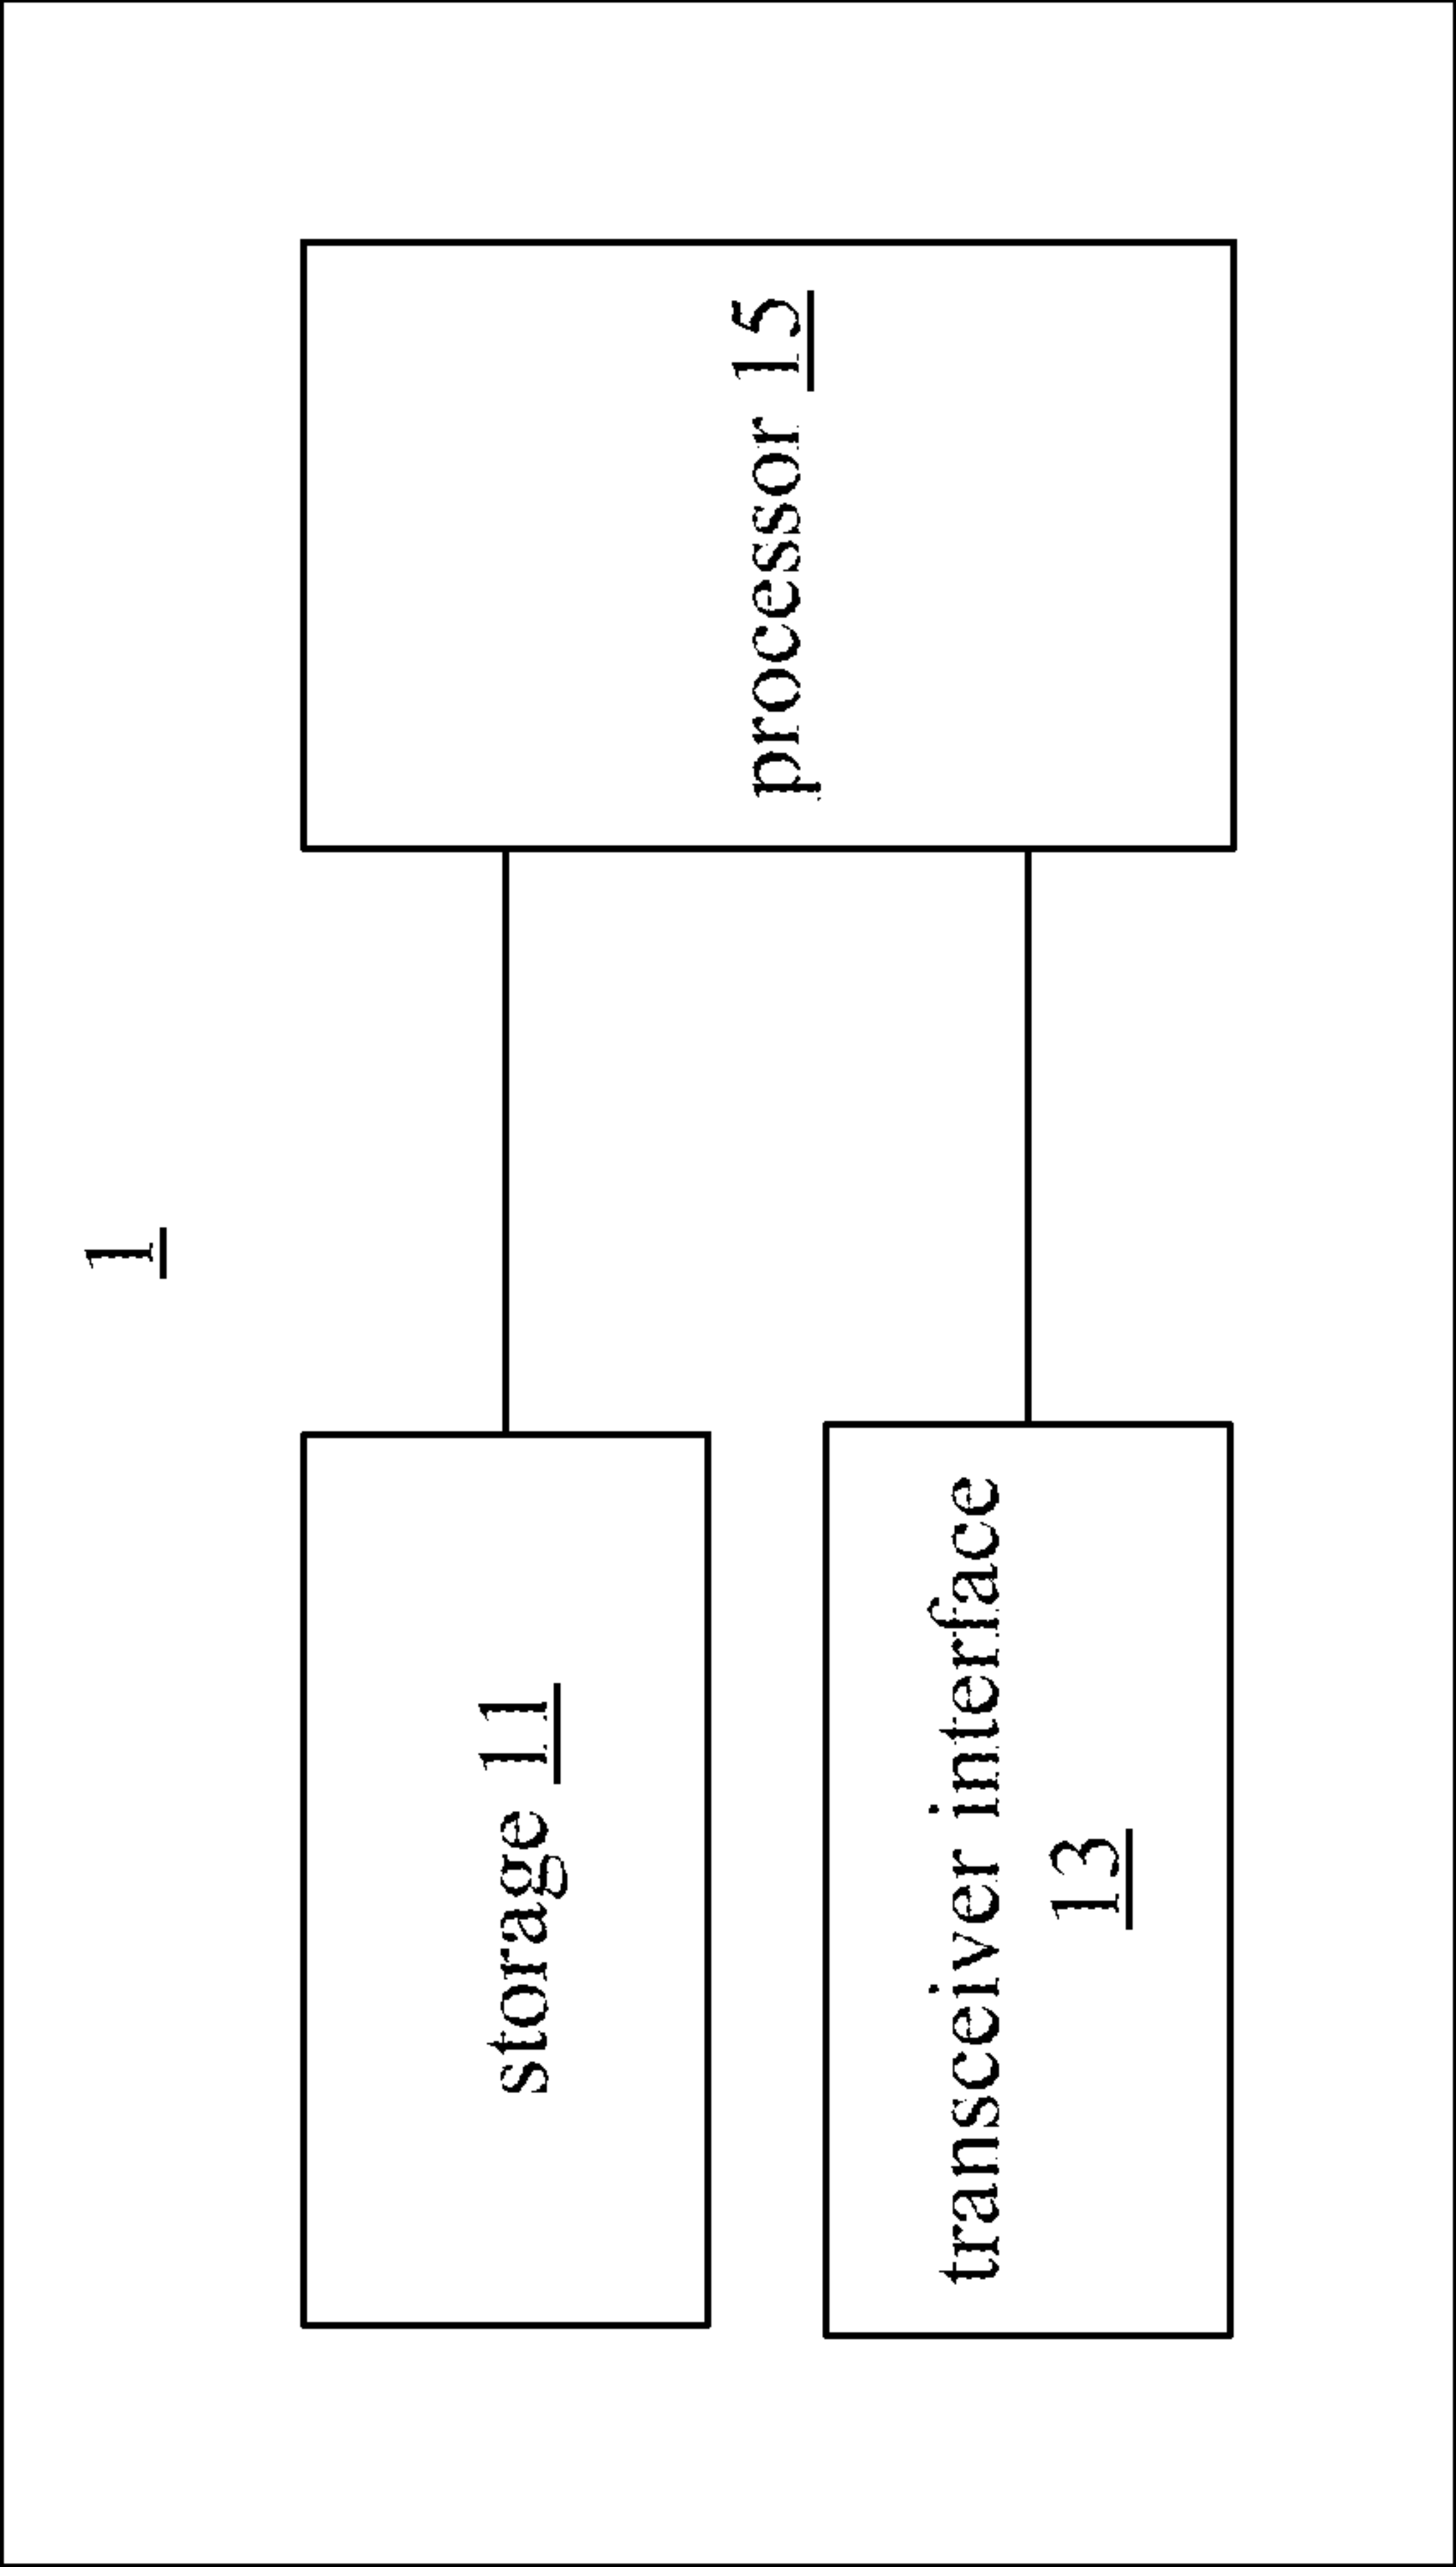 1
storage 11
processor 15
transceiver interface
13